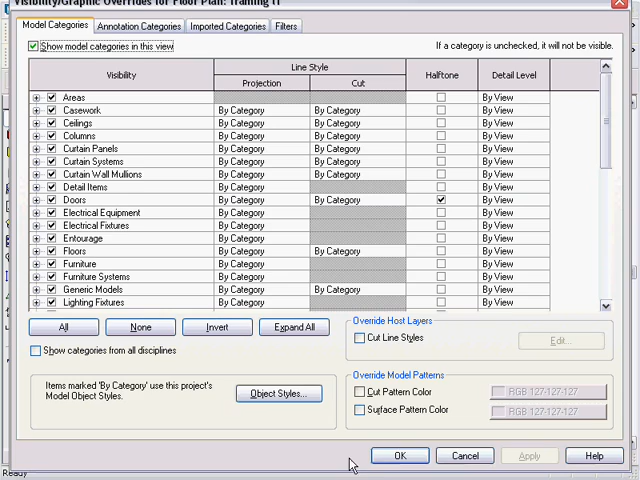 Visibility/Graphic Overrides for Floor Plan: Training IT
Model Categories
Annotation Categories
Imported Categories
Filters
Show model categories in this view
If a category is unchecked, it will not be visible.
Visibility
Line Style
Halftone
Detail Level
Projection
Cut
Areas By View
Casework By Category By Category By View
Ceilings By Category By Category By View
Columns By Category By Category By View
Curtain Panels By Category By Category By View
Curtain Systems By Category By Category By View
Curtain Wall Mullions By Category By Category By View
Detail Items By Category By View
Doors By Category By Category By View
Electrical Equipment By Category By View
Electrical Fixtures By Category By View
Entourage By Category By View
Floors By Category By Category By View
Furniture By Category By View
Furniture Systems By Category By View
Generic Models By Category By Category By View
Lighting Fixtures By Category By View
All
None
Invert
Expand All
Show categories from all disciplines
Override Host Layers
Cut Line Styles
Edit...
Items marked 'By Category' use this project's
Model Object Styles.
Object Styles...
Override Model Patterns
Cut Pattern Color
RGB 127-127-127
Surface Pattern Color
RGB 127-127-127
OK
Cancel
Apply
Help
Ready